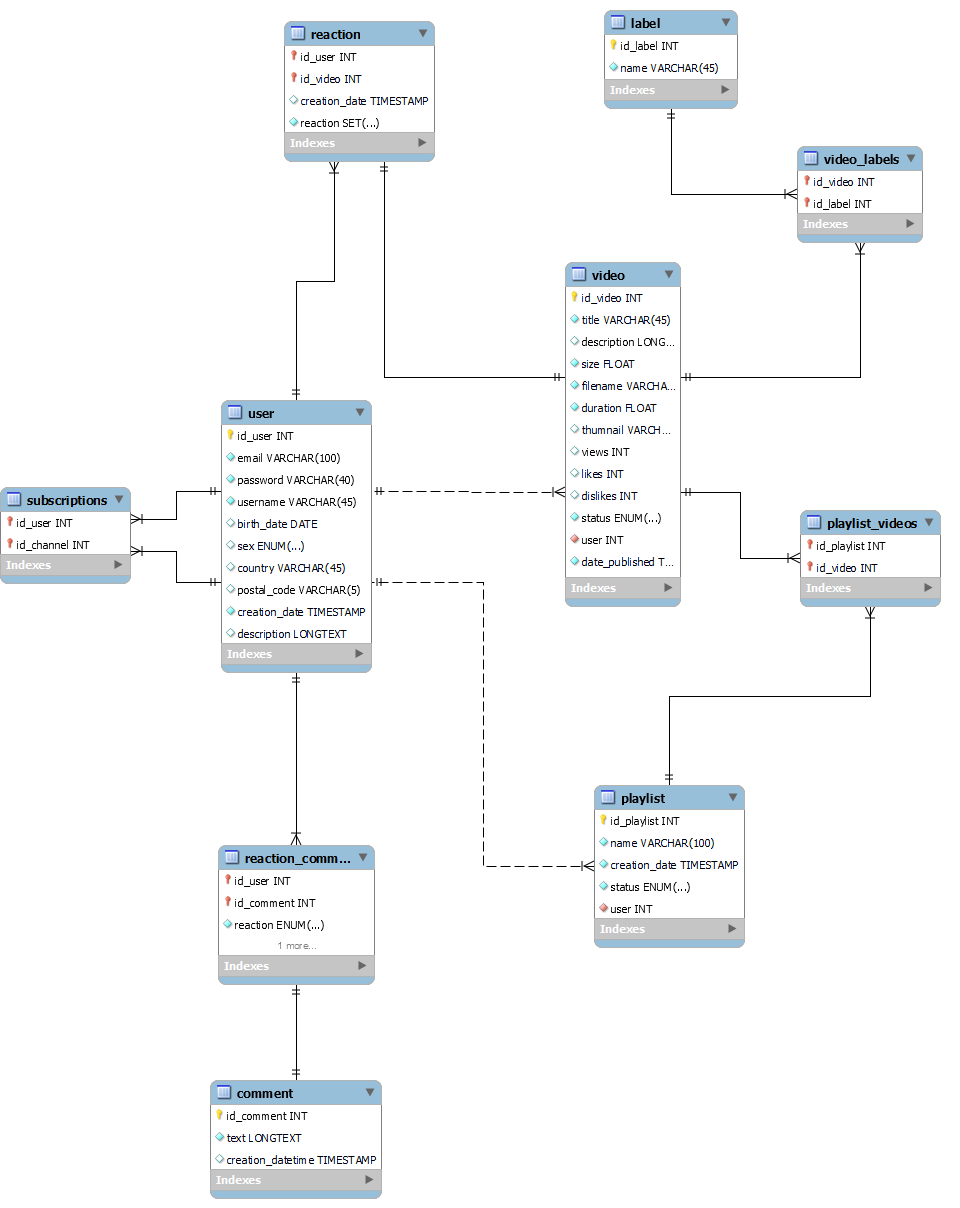 reaction
id_user INT
id_video INT
creation_date TIMESTAMP
reaction SET(...)
Indexes
label
id_label INT
name VARCHAR(45)
Indexes
video_labels
id_video INT
id_label INT
Indexes
video
id_video INT
title VARCHAR(45)
description LONG...
size FLOAT
filename VARCHA...
duration FLOAT
thumnail VARCH...
views INT
likes INT
dislikes INT
status ENUM(...)
user INT
date_published T...
Indexes
user
id_user INT
email VARCHAR(100)
password VARCHAR(40)
username VARCHAR(45)
birth_date DATE
sex ENUM(...)
country VARCHAR(45)
postal_code VARCHAR(5)
creation_date TIMESTAMP
description LONGTEXT
Indexes
subscriptions
id_user INT
id_channel INT
Indexes
playlist_videos
id_playlist INT
id_video INT
Indexes
playlist
id_playlist INT
name VARCHAR(100)
creation_date TIMESTAMP
status ENUM(...)
user INT
Indexes
reaction_comm...
id_user INT
id_comment INT
reaction ENUM(...)
1 more...
Indexes
comment
id_comment INT
text LONGTEXT
creation_datetime TIMESTAMP
Indexes